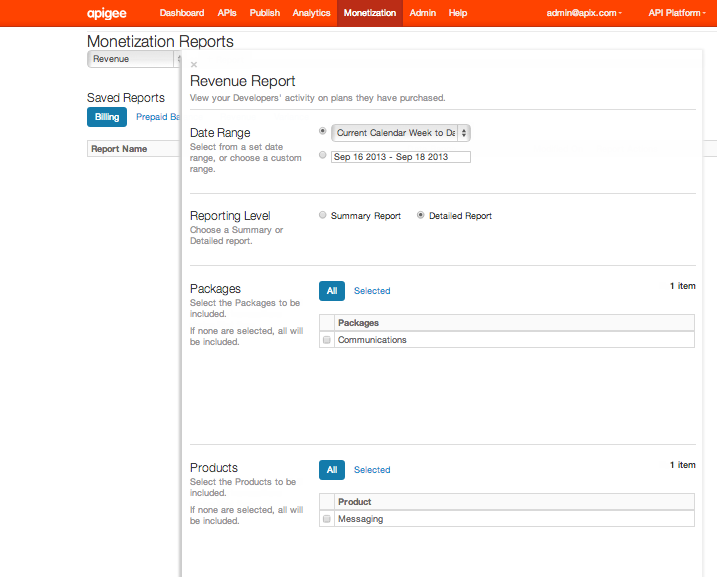 apigee Dashboard APIs Publish Analytics Monetization Admin Help admin@apix.com API Platform
Monetization Reports
Revenue
Saved Reports
Billing Prepaid Ba
Report Name
×
Revenue Report
View your Developers' activity on plans they have purchased.
Date Range
Select from a set date
range, or choose a custom
range.
Current Calendar Week to Da
Sep 16 2013 - Sep 18 2013
Reporting Level
Choose a Summary or
Detailed report.
Summary Report Detailed Report
Packages
Select the Packages to be
included.
If none are selected, all will
be included.
All Selected 1 item
Packages
Communications
Products
Select the Products to be
included.
If none are selected, all will
be included.
All Selected 1 item
Product
Messaging